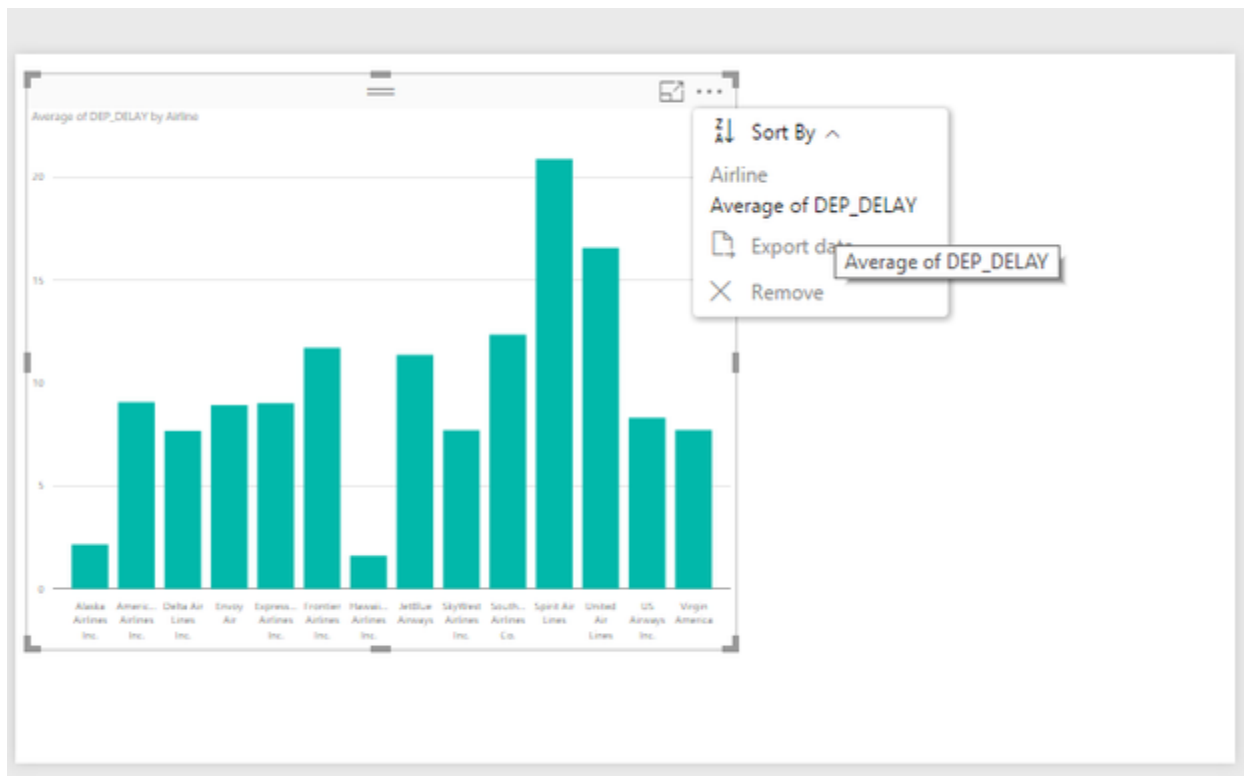 Average of DEP_DELAY by Airline
Z
A
Sort By
Airline
Average of DEP_DELAY
Export data
Average of DEP_DELAY
Remove
20
15
10
5
0
Alaska Americ... Delta Air Envoy Express... Frontier Hawai... JetBlue SkyWest South... Spirit Air United US Virgin
Airlines Airlines Lines Air Airlines Airlines Airlines Airways Airlines Airlines Lines Air Airways America
Inc. Inc. Inc. Inc. Inc. Inc. Inc. Co. Lines Inc.